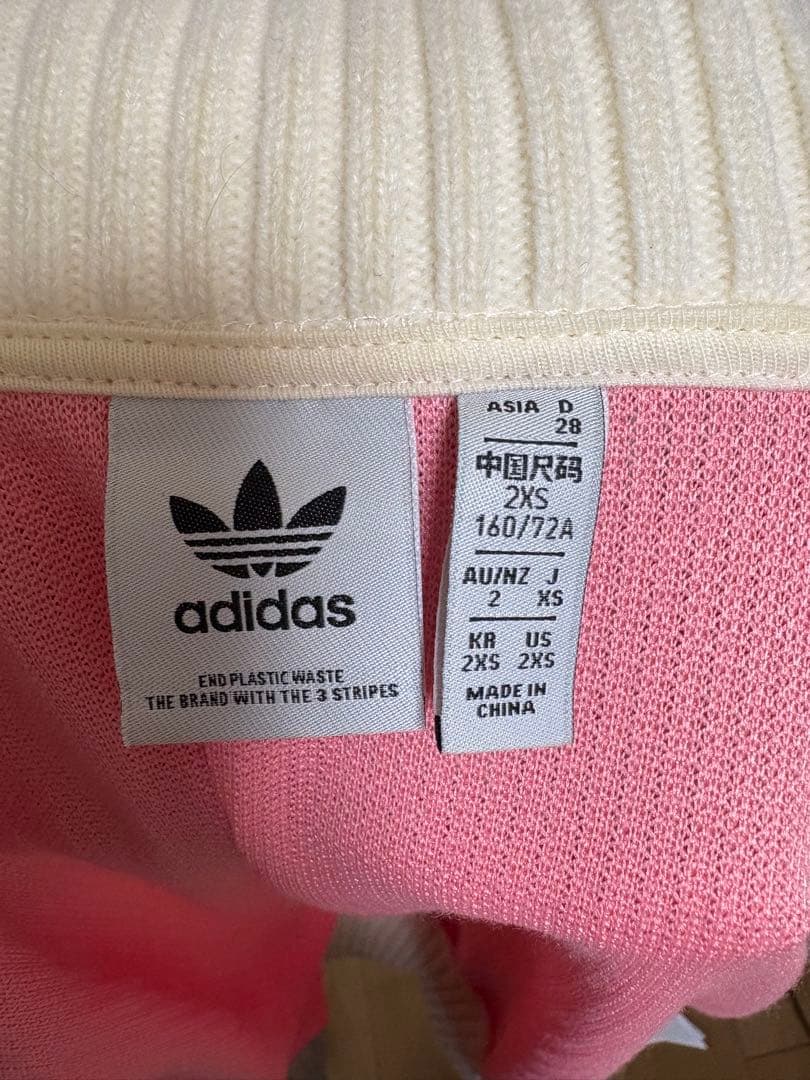 adidas
END PLASTIC WASTE
THE BRAND WITH THE 3 STRIPES
ASIA D
28
中国尺码
2XS
160/72A
AU/NZ J
2 XS
KR US
2XS 2XS
MADE IN
CHINA